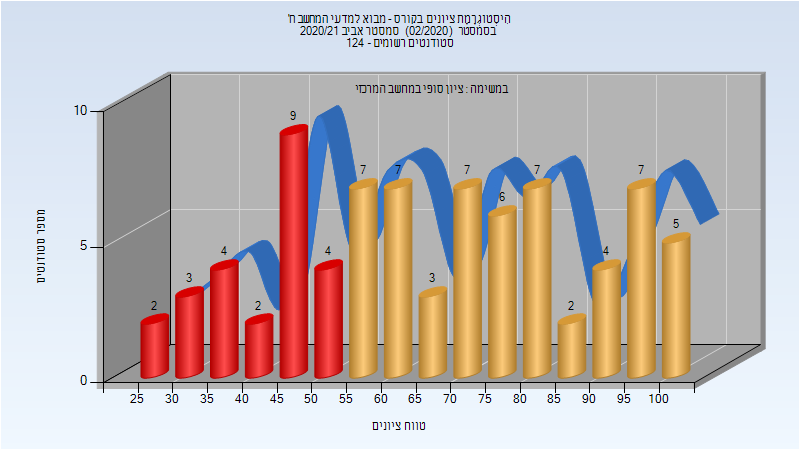 היסטוגרמת ציונים בקורס - מבוא למדעי המחשב ח'
בסמסטר (02/2020) סמסטר אביב 2020/21
סטודנטים רשומים - 124
במשימה : ציון סופי במחשב המרכזי
מספר סטודנטים
10
5
0
2
3
4
2
9
4
7
7
3
7
6
7
2
4
7
5
25 30 35 40 45 50 55 60 65 70 75 80 85 90 95 100
טווח ציונים